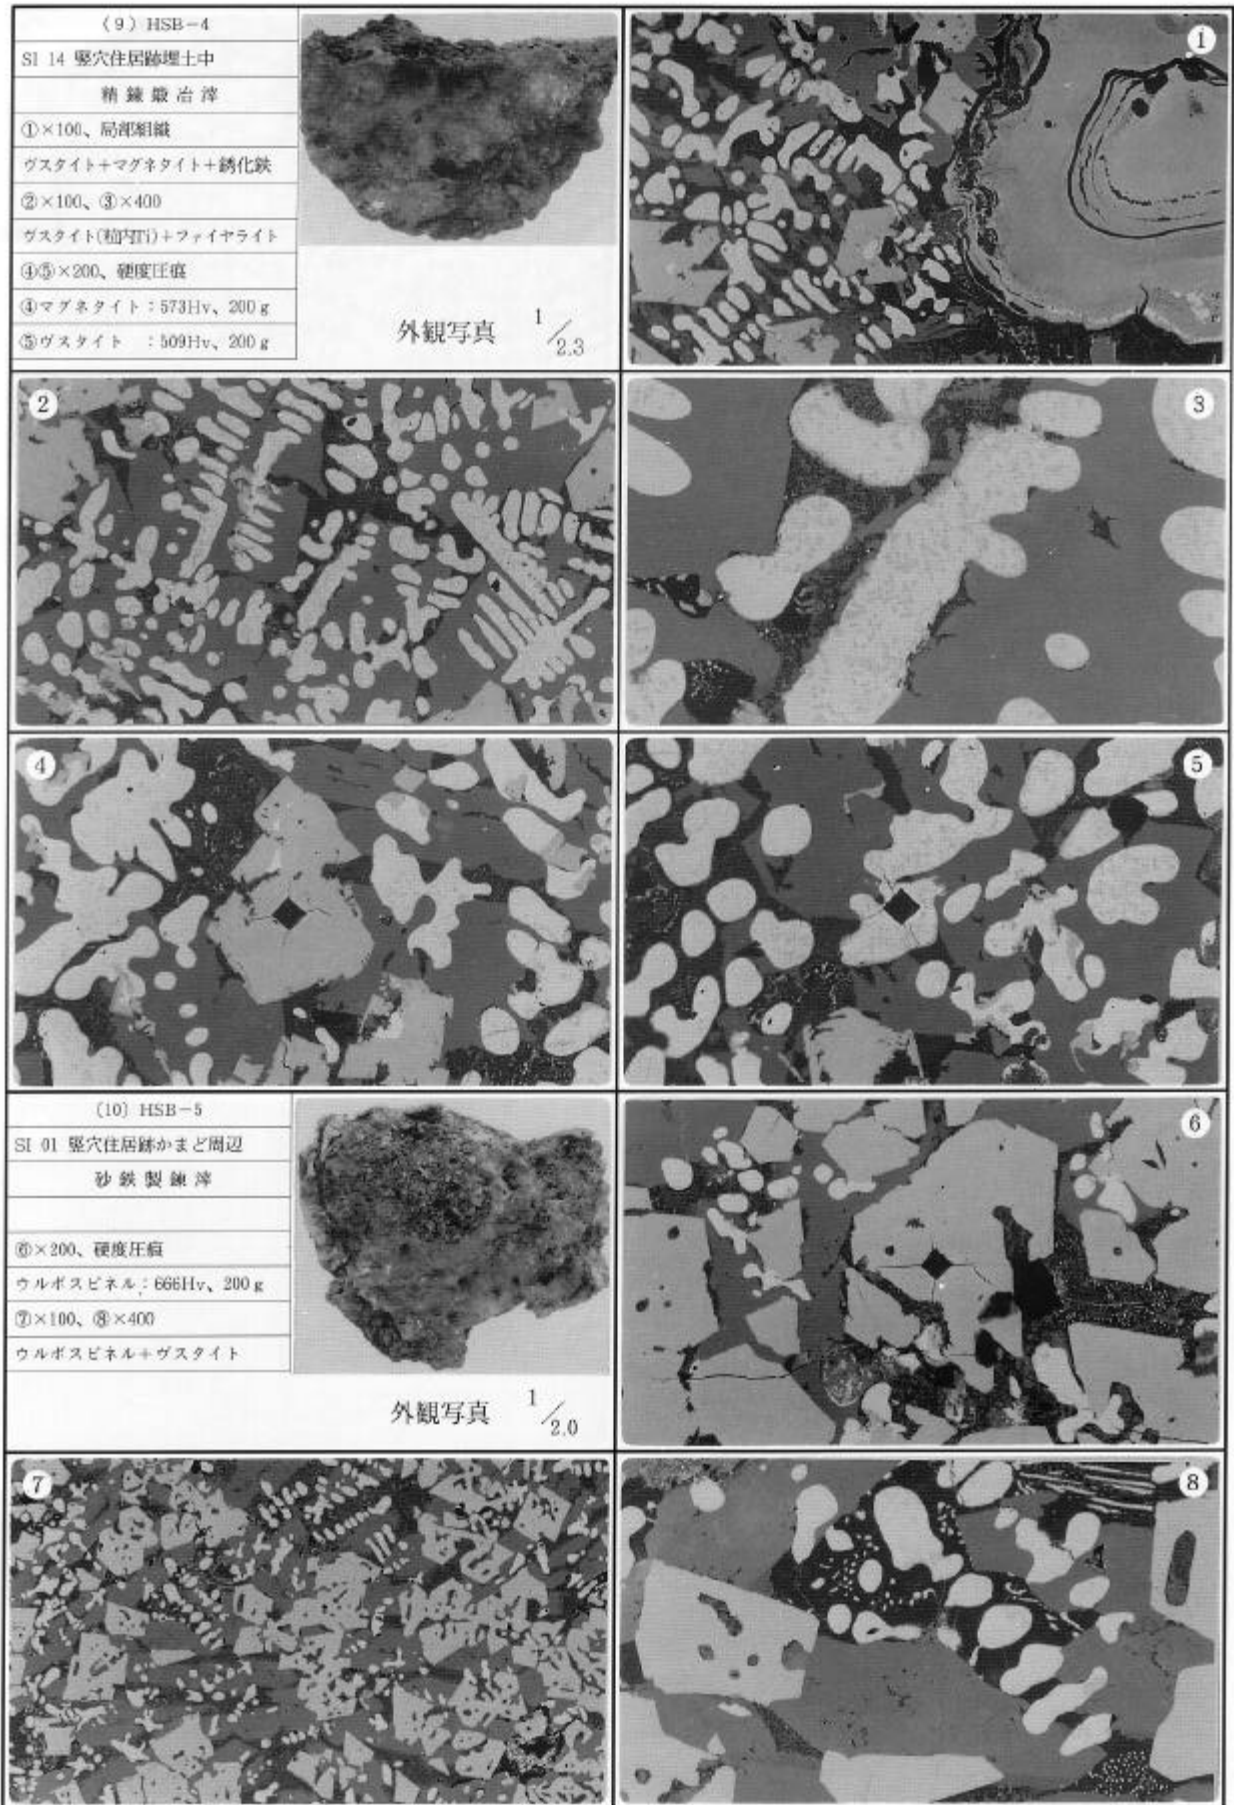 (9) HSB-4
SI 14 竪穴住居跡埋土中
精錬鍛冶滓
①×100、局部組織
ヴスタイト+マグネタイト+銹化鉄
②×100、③×400
ヴスタイト(粒内Ti)+ファイヤライト
④⑤×200、硬度圧痕
④マグネタイト:573Hv、200g
⑤ヴスタイト :509Hv、200g
外観写真 1/2.3
①
②
③
④
⑤
(10) HSB-5
SI 01 竪穴住居跡かまど周辺
砂鉄製錬滓
⑥×200、硬度圧痕
ウルボスピネル:666Hv、200g
⑦×100、⑧×400
ウルボスピネル+ヴスタイト
外観写真 1/2.0
⑥
⑦
⑧